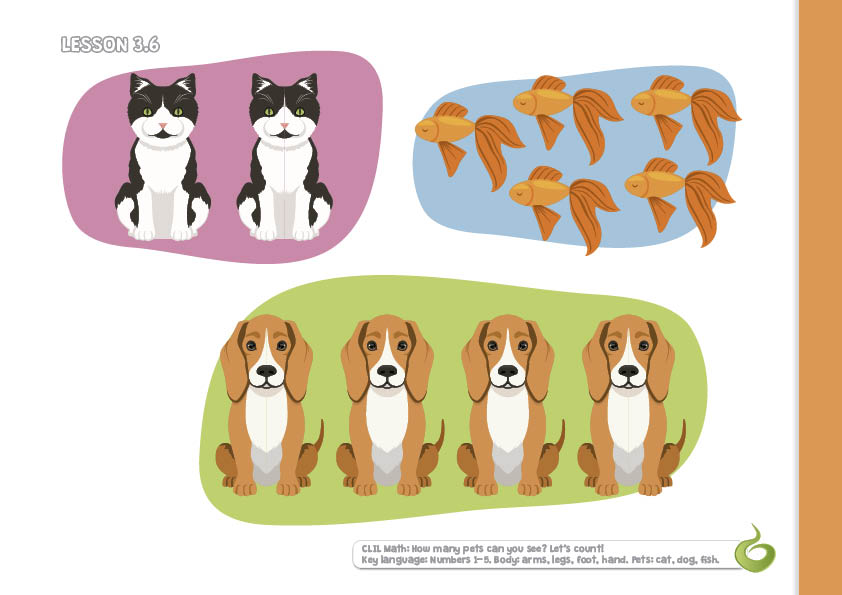 LESSON 3.6
CLIL Math: How many pets can you see? Let's count!
Key language: Numbers 1–5. Body: arms, legs, foot, hand. Pets: cat, dog, fish.